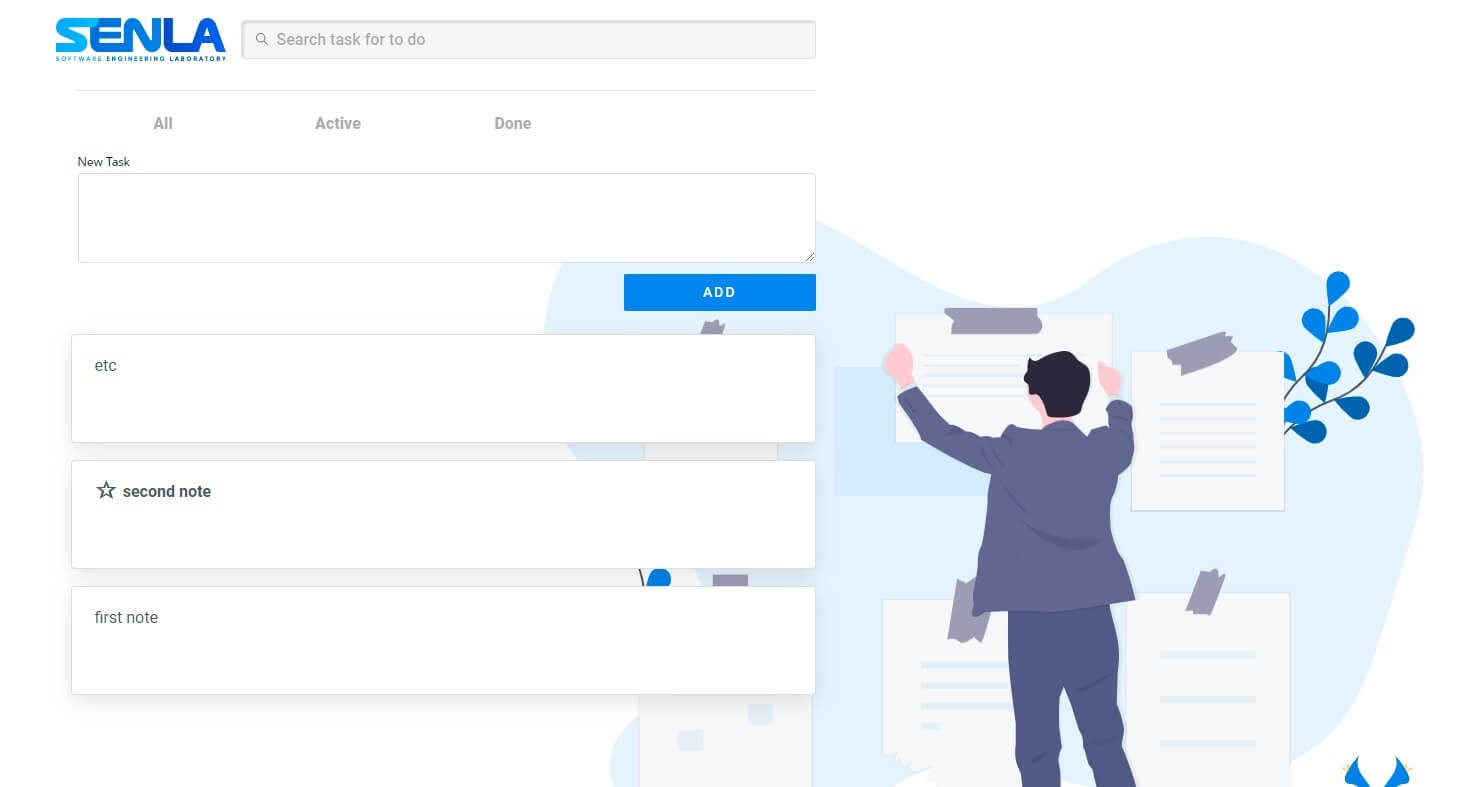 SENLA
SOFTWARE ENGINEERING LABORATORY
Search task for to do
All Active Done
New Task
ADD
etc
second note
first note